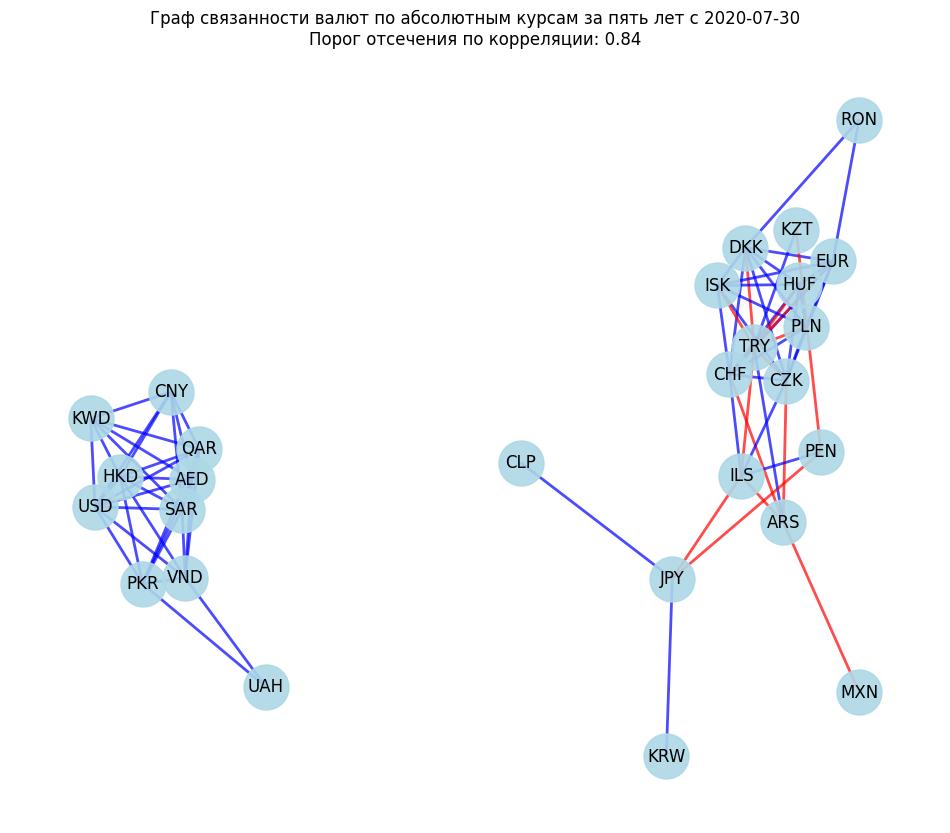 Граф связанности валют по абсолютным курсам за пять лет с 2020-07-30
Порог отсечения по корреляции: 0.84
RON
KZT
DKK
EUR
ISK
HUF
PLN
TRY
CHF
CZK
CNY
KWD
QAR
HKD
AED
USD
SAR
PKR
VND
UAH
CLP
PEN
ILS
ARS
JPY
MXN
KRW